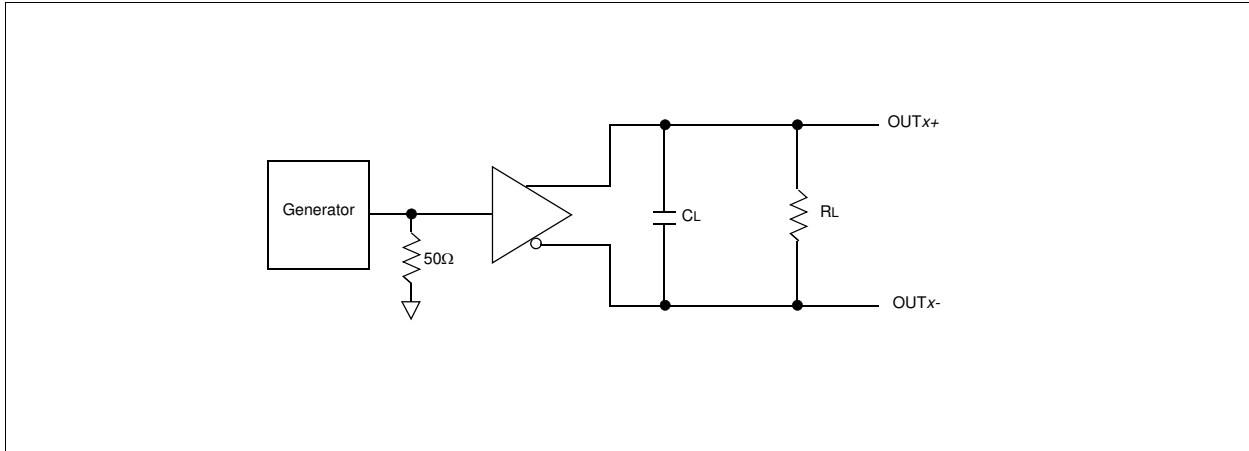 OUTx+
Generator
CL
RL
50Ω
OUTx-